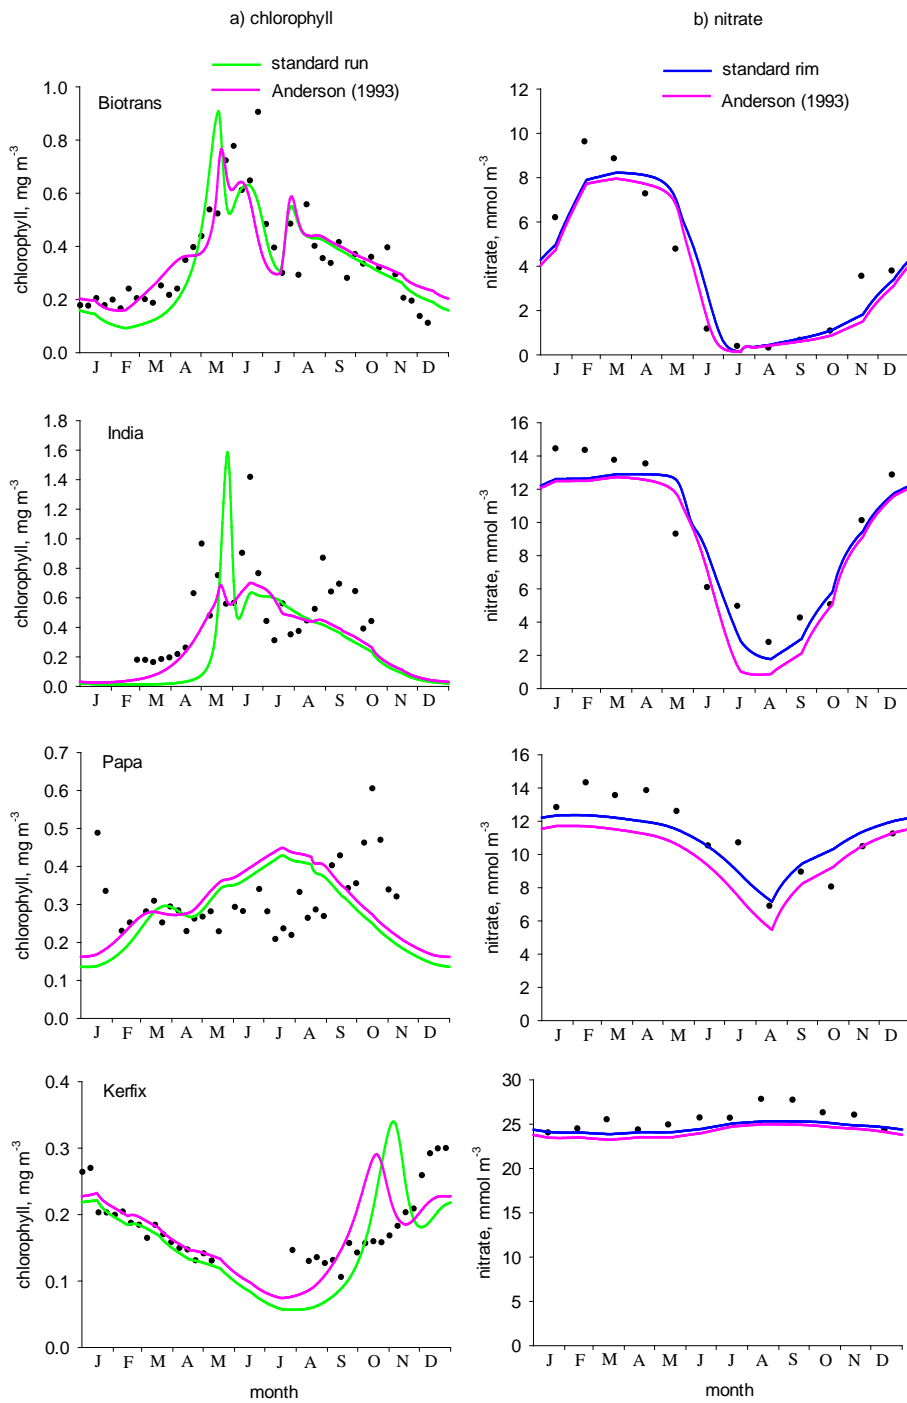 a) chlorophyll
b) nitrate
standard run
Anderson (1993)
standard rim
Anderson (1993)
Biotrans
chlorophyll, mg m-3
1.0
0.8
0.6
0.4
0.2
0.0
J F M A M J J A S O N D
nitrate, mmol m-3
12
10
8
6
4
2
0
J F M A M J J A S O N D
India
chlorophyll, mg m-3
1.8
1.6
1.4
1.2
1.0
0.8
0.6
0.4
0.2
0.0
J F M A M J J A S O N D
nitrate, mmol m-3
16
14
12
10
8
6
4
2
0
J F M A M J J A S O N D
Papa
chlorophyll, mg m-3
0.7
0.6
0.5
0.4
0.3
0.2
0.1
0.0
J F M A M J J A S O N D
nitrate, mmol m-3
16
14
12
10
8
6
4
2
0
J F M A M J J A S O N D
Kerfix
chlorophyll, mg m-3
0.4
0.3
0.2
0.1
0.0
J F M A M J J A S O N D
month
nitrate, mmol m-3
30
25
20
15
10
5
0
J F M A M J J A S O N D
month